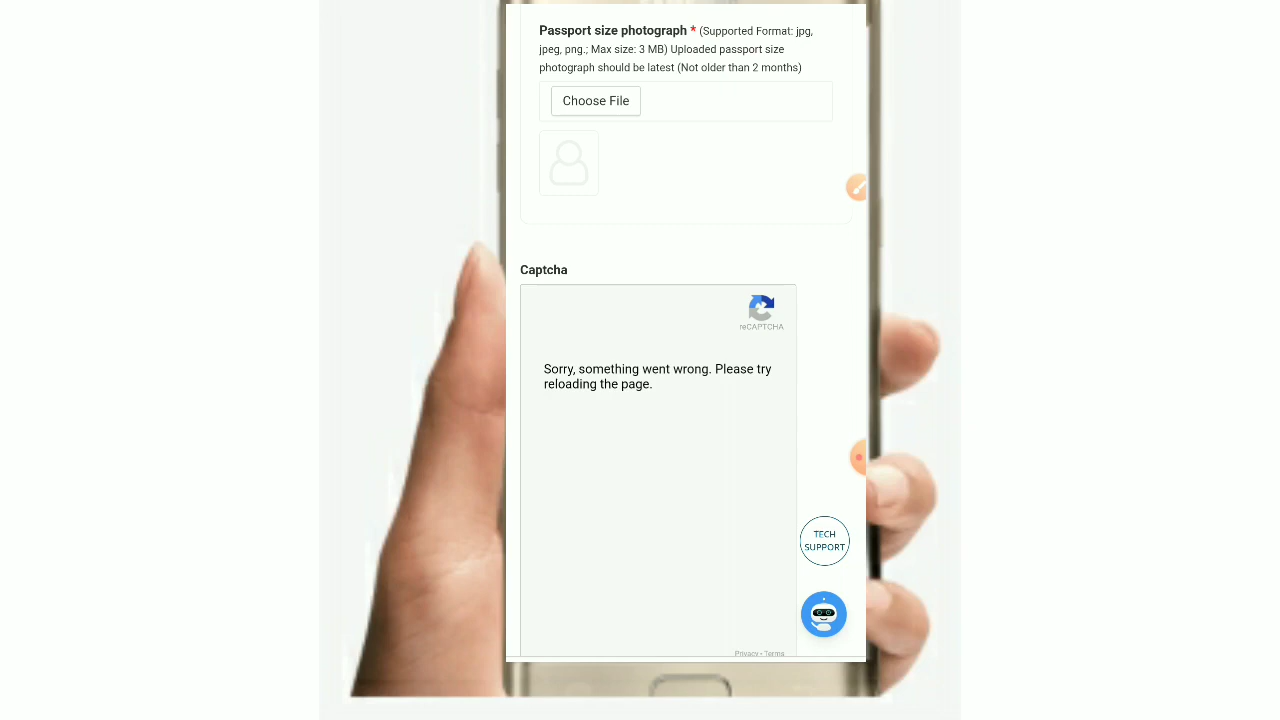 Passport size photograph * (Supported Format: jpg,
jpeg, png.; Max size: 3 MB) Uploaded passport size
photograph should be latest (Not older than 2 months)
Choose File
Captcha
reCAPTCHA
Sorry, something went wrong. Please try
reloading the page.
TECH
SUPPORT
Privacy • Terms